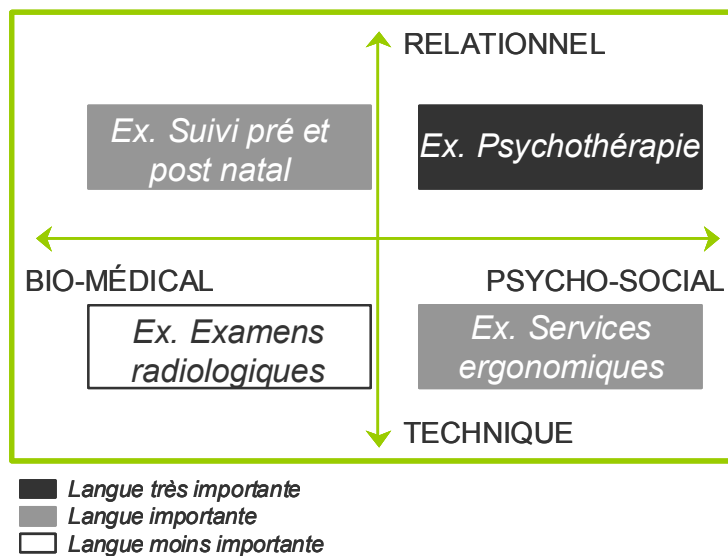 RELATIONNEL
Ex. Suivi pré et
post natal
Ex. Psychothérapie
BIO-MÉDICAL
PSYCHO-SOCIAL
Ex. Examens
radiologiques
Ex. Services
ergonomiques
TECHNIQUE
Langue très importante
Langue importante
Langue moins importante